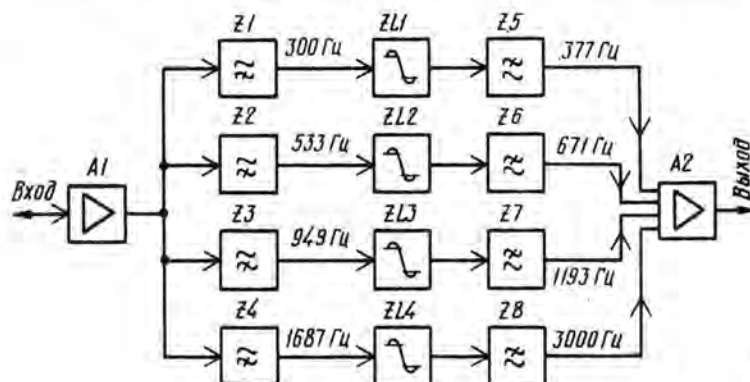 Z1
300 Гц
ZL1
Z5
377 Гц
Z2
533 Гц
ZL2
Z6
671 Гц
A1
A2
Вход
Выход
Z3
949 Гц
ZL3
Z7
1193 Гц
Z4
1687 Гц
ZL4
Z8
3000 Гц